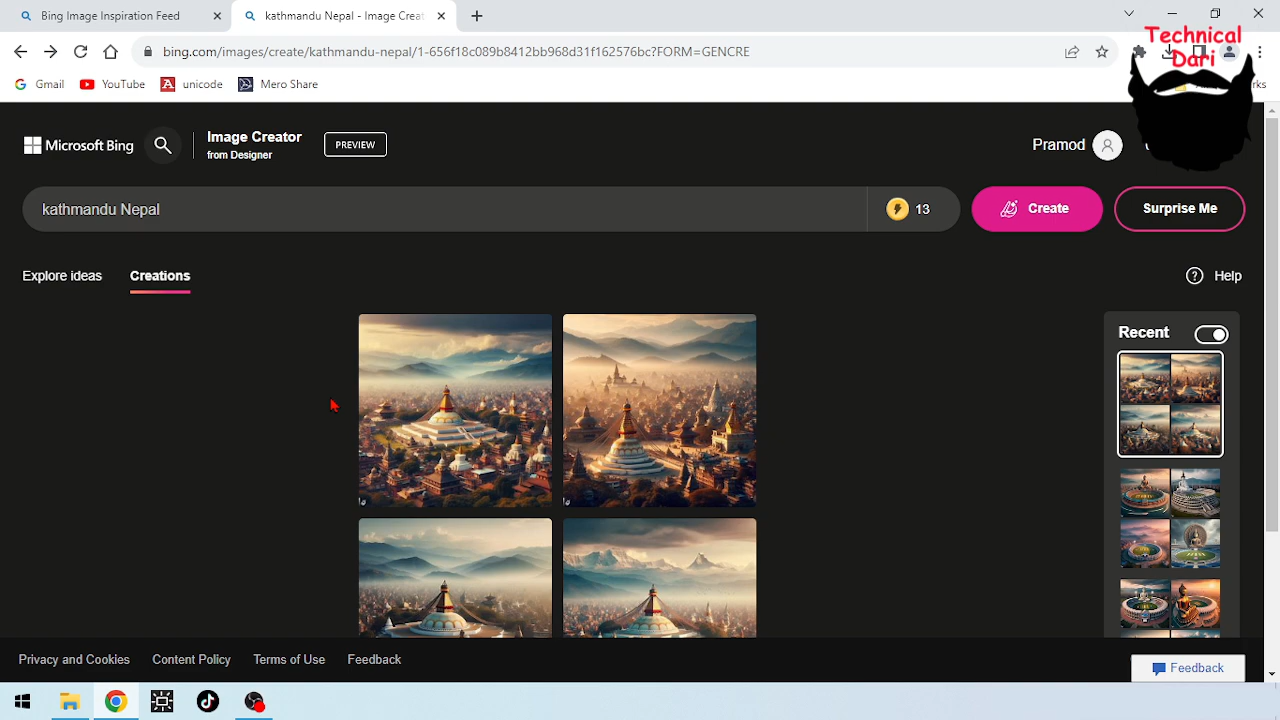 Bing Image Inspiration Feed
kathmandu Nepal - Image Creat
bing.com/images/create/kathmandu-nepal/1-656f18ecf39b8412bb968d31f162576bc?FORM=GENCRE
Technical
Dari
Gmail
YouTube
unicode
Mero Share
Microsoft Bing
Image Creator
from Designer
PREVIEW
Pramod
kathmandu Nepal
13
Create
Surprise Me
Explore ideas
Creations
Help
Recent
Privacy and Cookies
Content Policy
Terms of Use
Feedback
Feedback